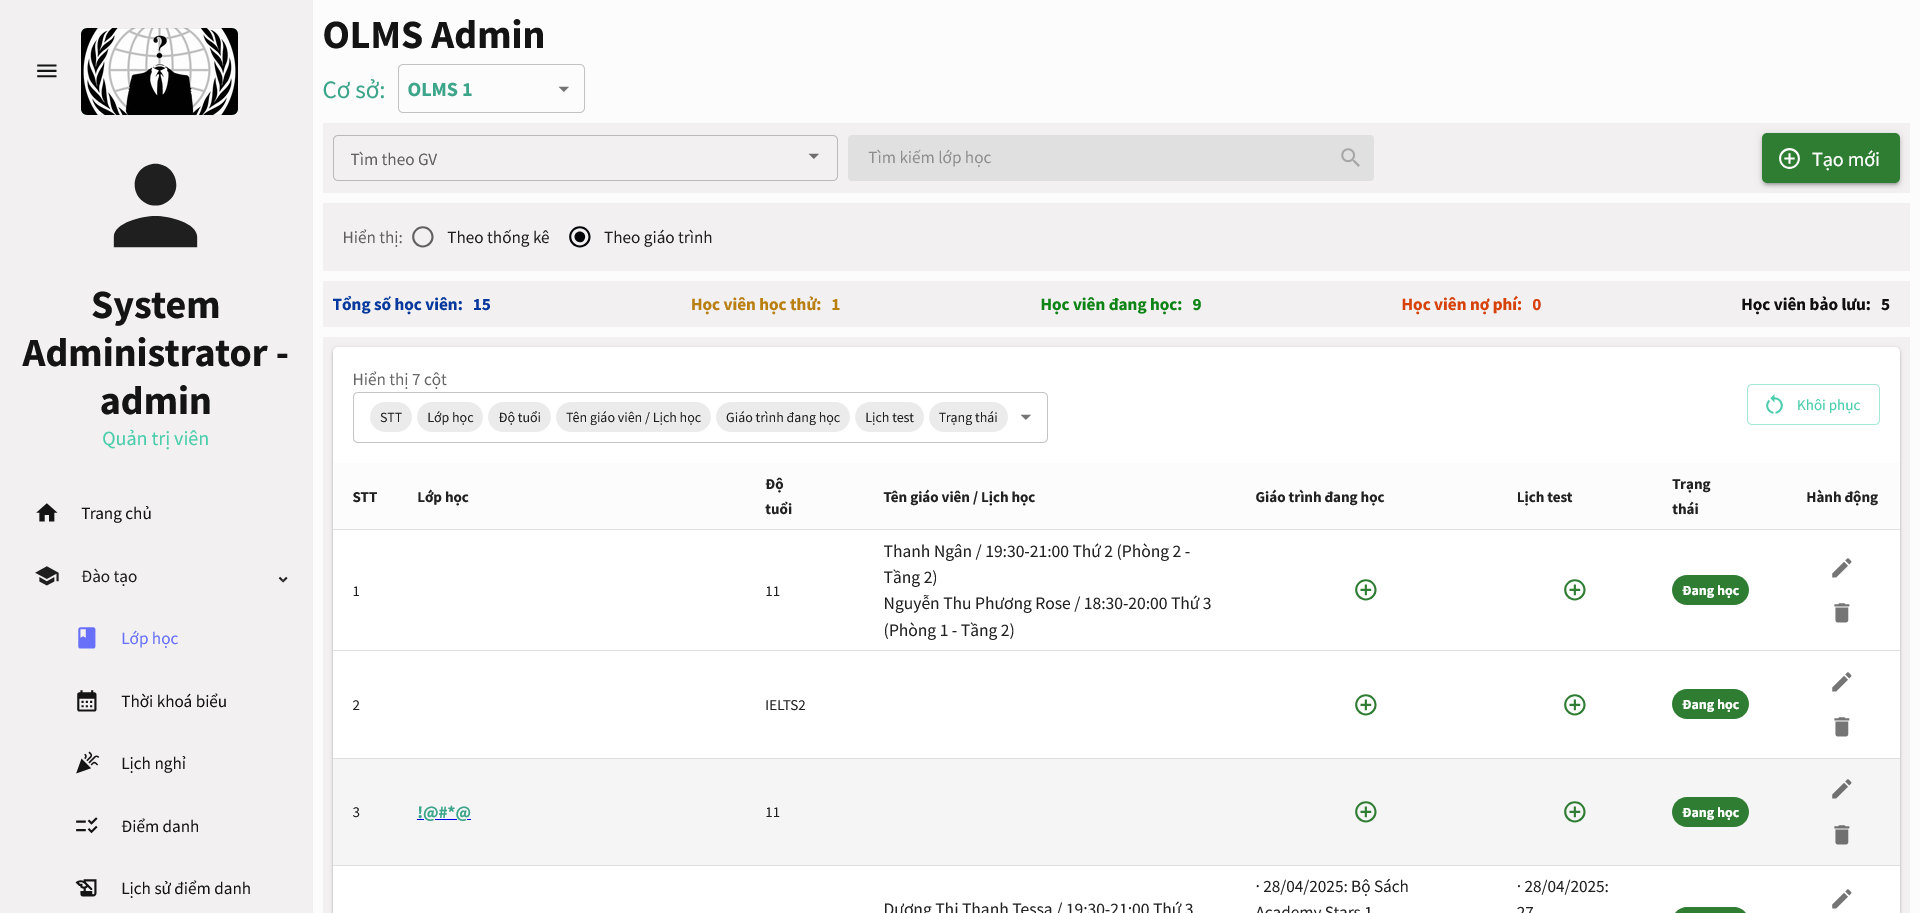 OLMS Admin
Cơ sở: OLMS 1
Tìm theo GV
Tìm kiếm lớp học
Tạo mới
Hiển thị: Theo thống kê Theo giáo trình
Tổng số học viên: 15 Học viên học thử: 1 Học viên đang học: 9 Học viên nợ phí: 0 Học viên bảo lưu: 5
?
System
Administrator -
admin
Quản trị viên
Trang chủ
Đào tạo
Lớp học
Thời khoá biểu
Lịch nghỉ
Điểm danh
Lịch sử điểm danh
Hiển thị 7 cột
STT Lớp học Độ tuổi Tên giáo viên / Lịch học Giáo trình đang học Lịch test Trạng thái
Khôi phục
STT Lớp học Độ tuổi Tên giáo viên / Lịch học Giáo trình đang học Lịch test Trạng thái Hành động
1 11
Thanh Ngân / 19:30-21:00 Thứ 2 (Phòng 2 -
Tầng 2)
Nguyễn Thu Phương Rose / 18:30-20:00 Thứ 3
(Phòng 1 - Tầng 2)
Đang học
2 IELTS2 Đang học
3 !@#*@ 11 Đang học
Dương Thị Thanh Tessa / 19:30-21:00 Thứ 3
· 28/04/2025: Bộ Sách
Academy Stars 1
· 28/04/2025:
27